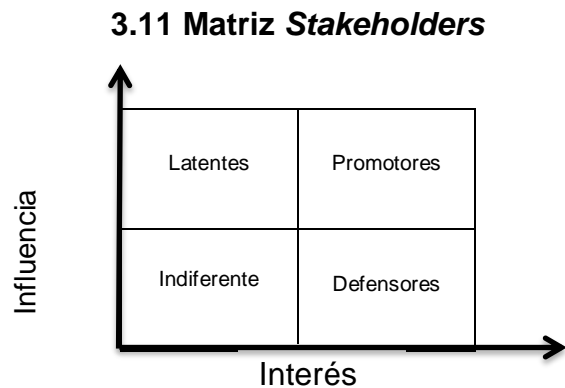 3.11 Matriz Stakeholders
Latentes
Promotores
Influencia
Indiferente
Defensores
Interés